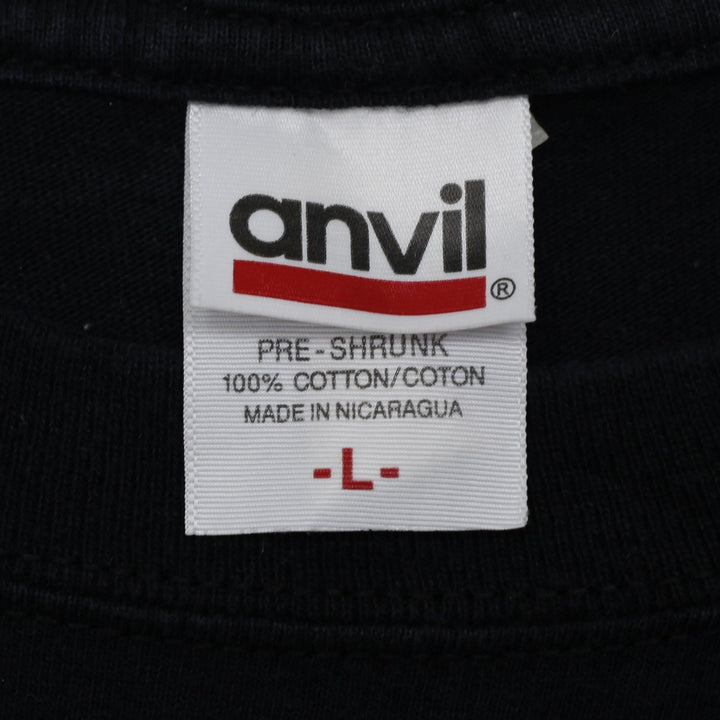 anvil
®
PRE-SHRUNK
100% COTTON/COTON
MADE IN NICARAGUA
-L-